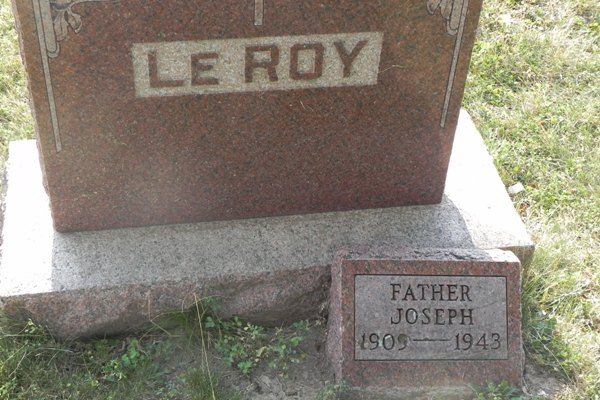 LE ROY
FATHER
JOSEPH
1909 — 1943